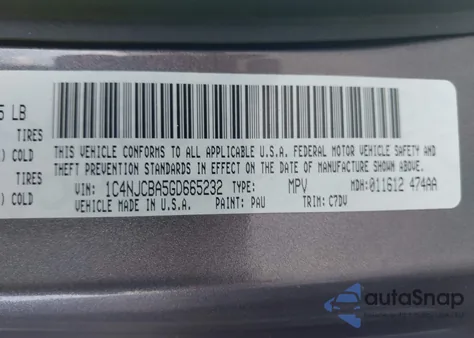 5 LB
TIRES
) COLD
TIRES
) COLD
THIS VEHICLE CONFORMS TO ALL APPLICABLE U.S.A. FEDERAL MOTOR VEHICLE SAFETY AND
THEFT PREVENTION STANDARDS IN EFFECT ON THE DATE OF MANUFACTURE SHOWN ABOVE.
VIN: 1C4NJCBA5GD665232 TYPE: MPV MDH:011612 474AA
VEHICLE MADE IN U.S.A. PAINT: PAU TRIM: C7DV
autoSnap
VIN DECODED